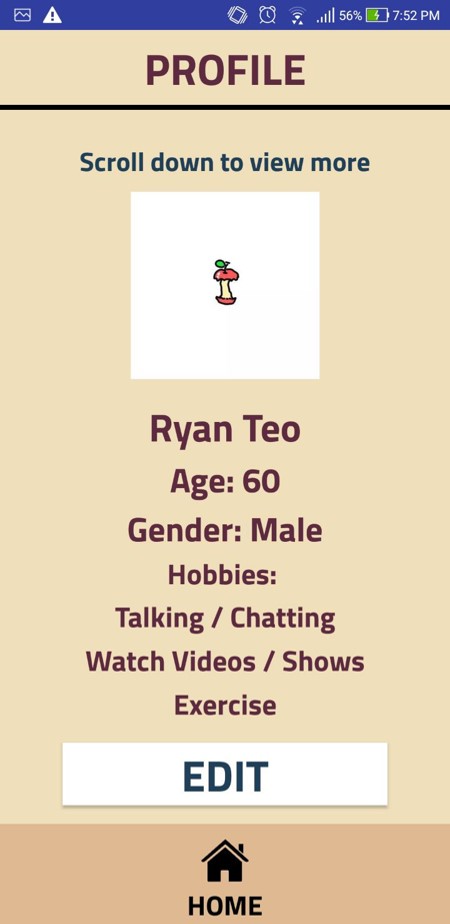 56% 7:52 PM
PROFILE
Scroll down to view more
Ryan Teo
Age: 60
Gender: Male
Hobbies:
Talking / Chatting
Watch Videos / Shows
Exercise
EDIT
HOME